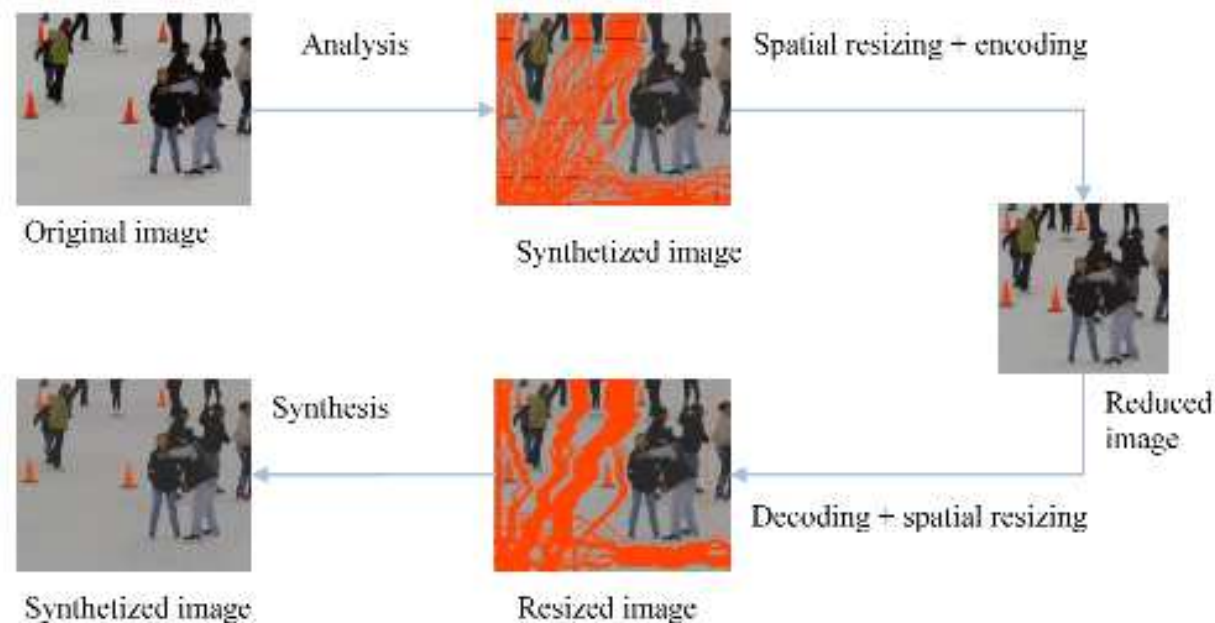 Analysis
Spatial resizing + encoding
Original image
Synthetized image
Reduced
image
Synthesis
Decoding + spatial resizing
Synthetized image
Resized image